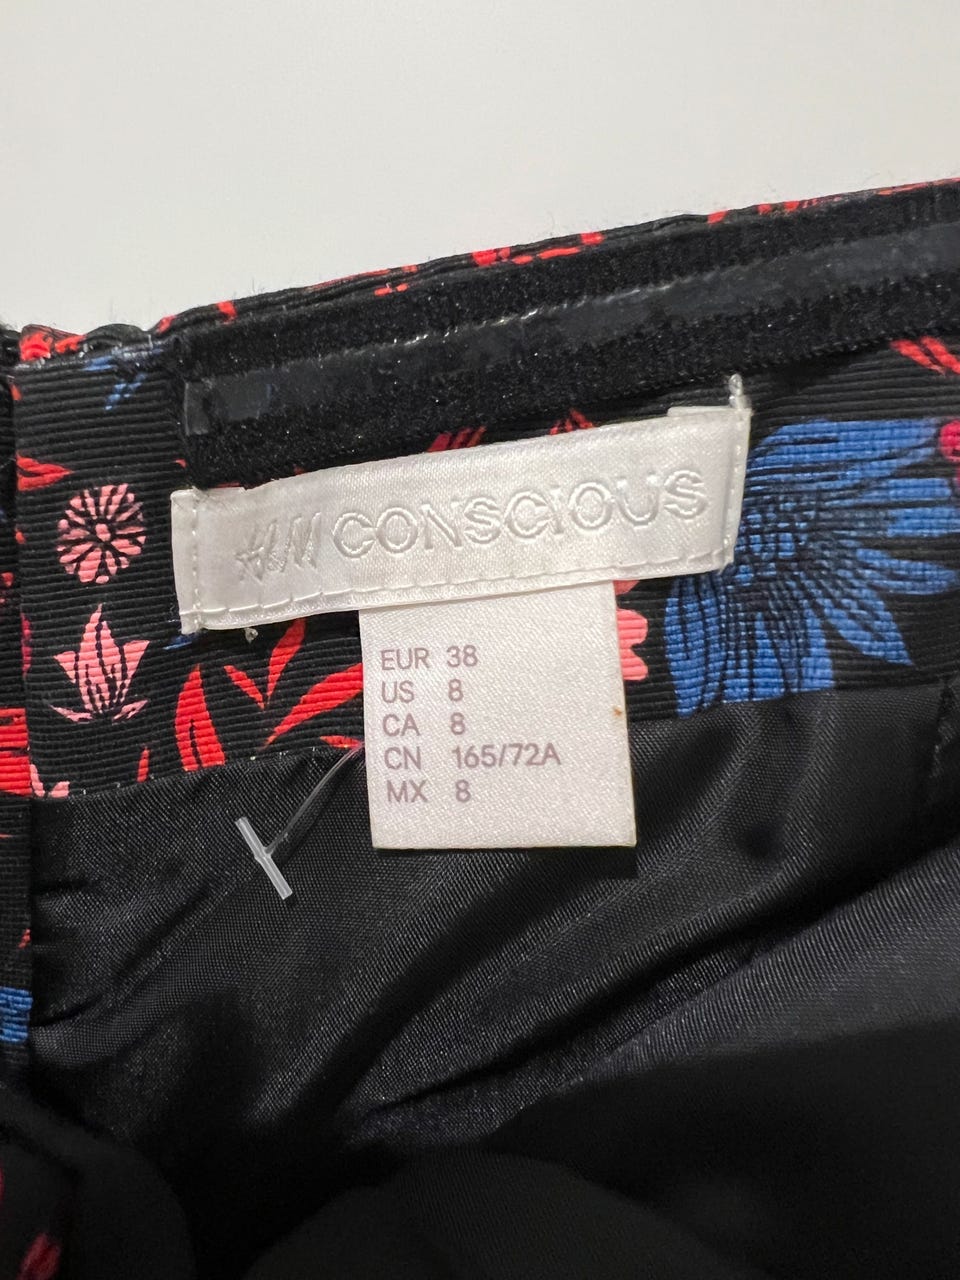 H&M CONSCIOUS
EUR 38
US 8
CA 8
CN 165/72A
MX 8